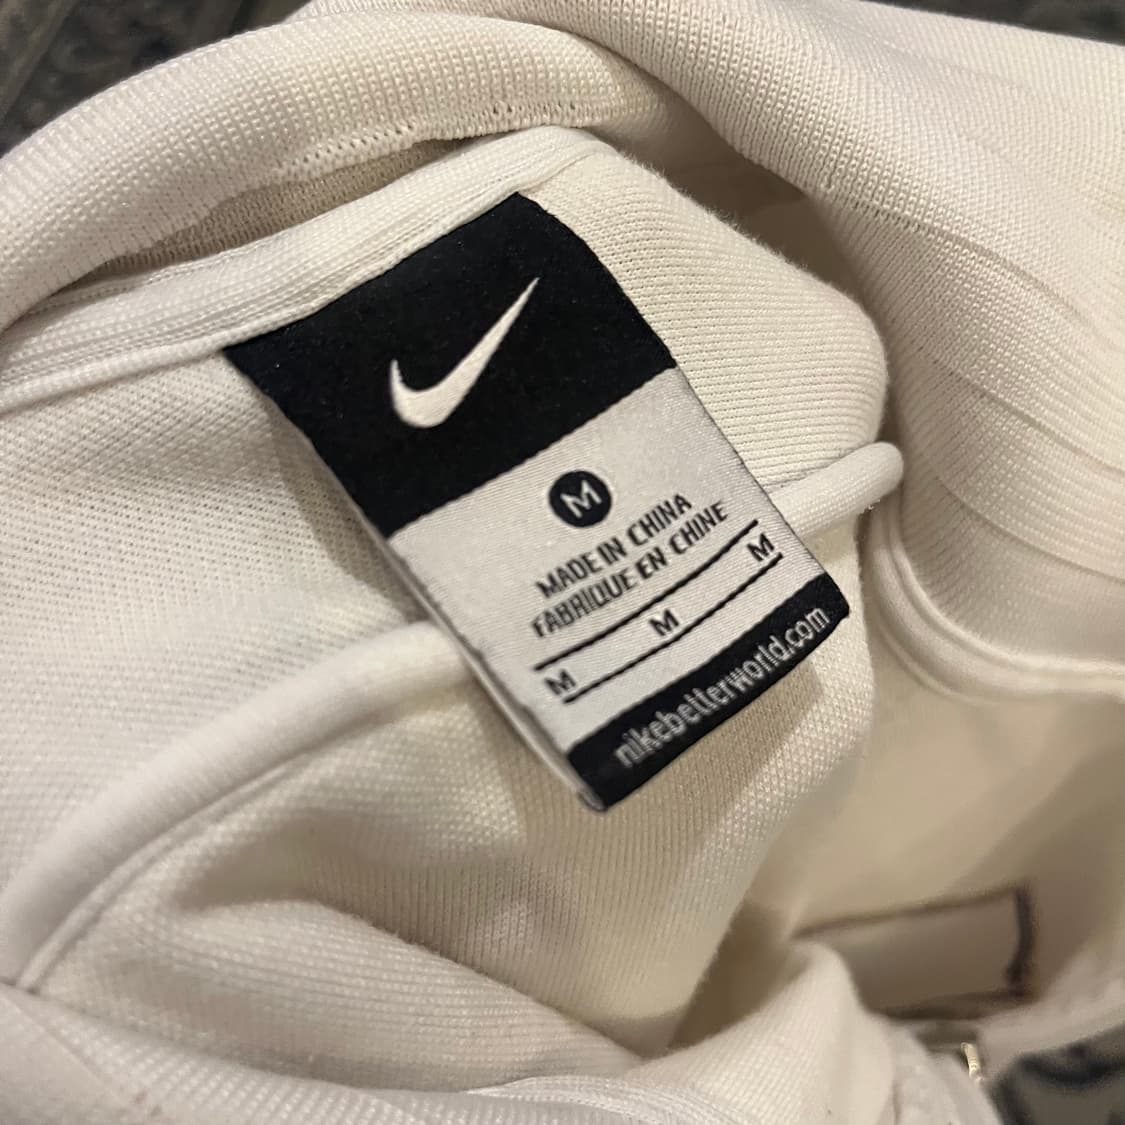 M
MADE IN CHINA
FABRIQUE EN CHINE
M M M
nikebetterworld.com